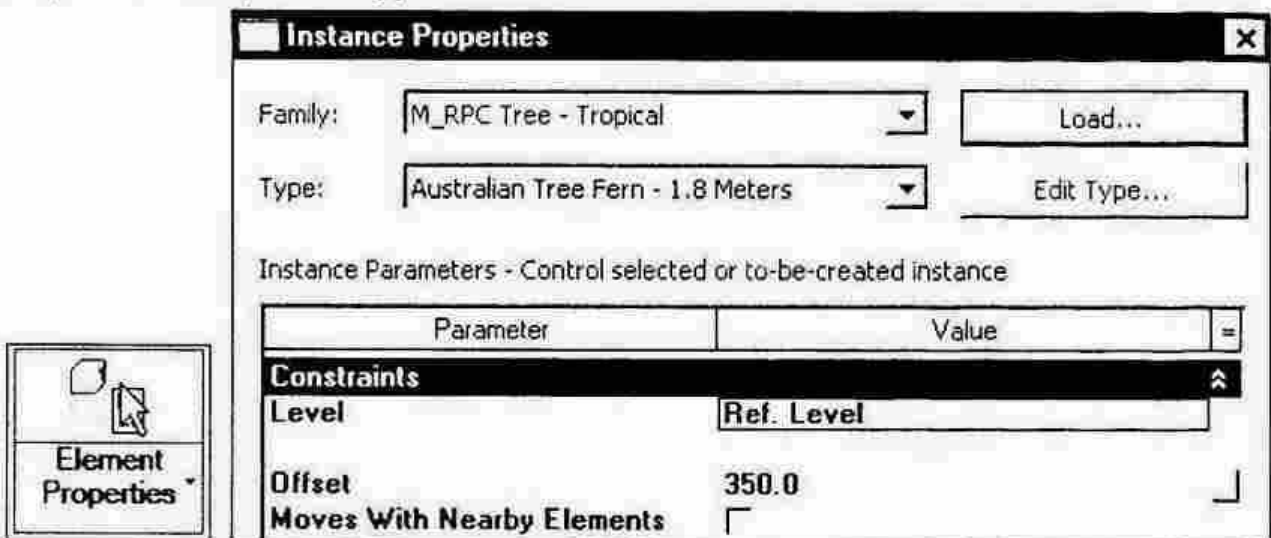 Instance Properties
Family: M_RPC Tree - Tropical Load...
Type: Australian Tree Fern - 1.8 Meters Edit Type...
Instance Parameters - Control selected or to-be-created instance
Parameter Value =
Constraints
Level Ref. Level
Offset 350.0
Moves With Nearby Elements
Element
Properties